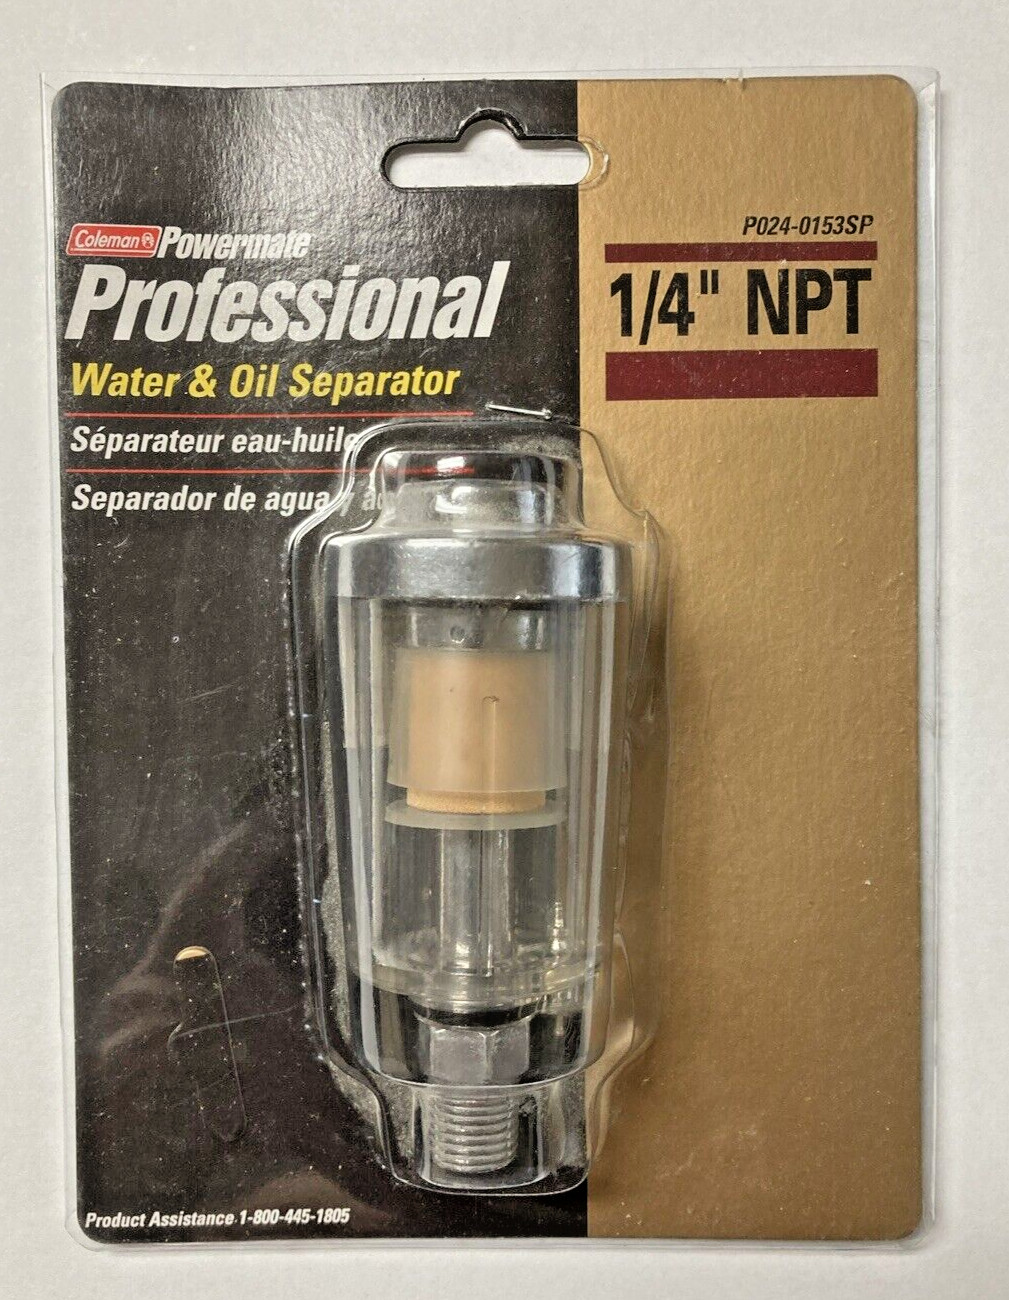 Coleman Powermate
Professional
Water & Oil Separator
Séparateur eau-huile
Separador de agua y
P024-0153SP
1/4" NPT
Product Assistance 1-800-445-1805